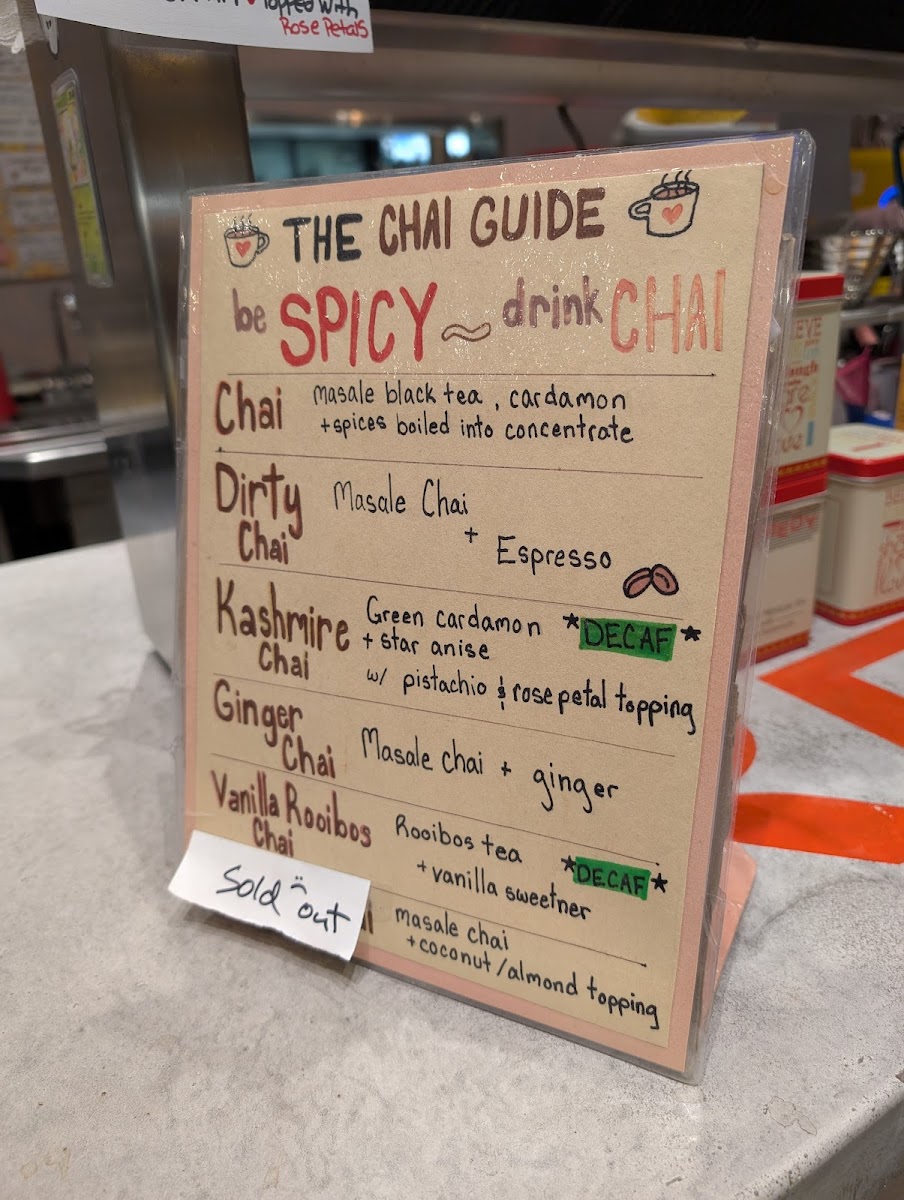 Topped With
Rose Petals
THE CHAI GUIDE
be SPICY ~ drink CHAI
Chai masale black tea, cardamon
+spices boiled into concentrate
Dirty Chai Masale Chai
+ Espresso
Kashmire Chai Green cardamon *DECAF*
+ star anise
w/ pistachio & rose petal topping
Ginger Chai Masale chai + ginger
Vanilla Rooibos Chai Rooibos tea *DECAF*
+vanilla sweetner
Sold out
masale chai
+coconut/almond topping